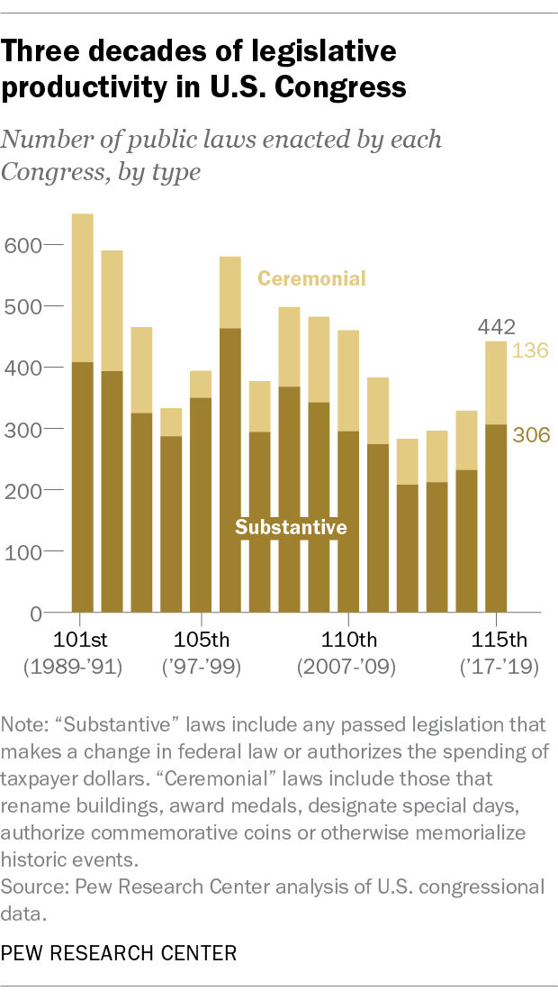 Three decades of legislative
productivity in U.S. Congress
Number of public laws enacted by each
Congress, by type
600
500
400
300
200
100
0
Ceremonial
Substantive
442
136
306
101st
(1989-’91)
105th
(’97-’99)
110th
(2007-’09)
115th
(’17-’19)
Note: “Substantive” laws include any passed legislation that
makes a change in federal law or authorizes the spending of
taxpayer dollars. “Ceremonial” laws include those that
rename buildings, award medals, designate special days,
authorize commemorative coins or otherwise memorialize
historic events.
Source: Pew Research Center analysis of U.S. congressional
data.
PEW RESEARCH CENTER